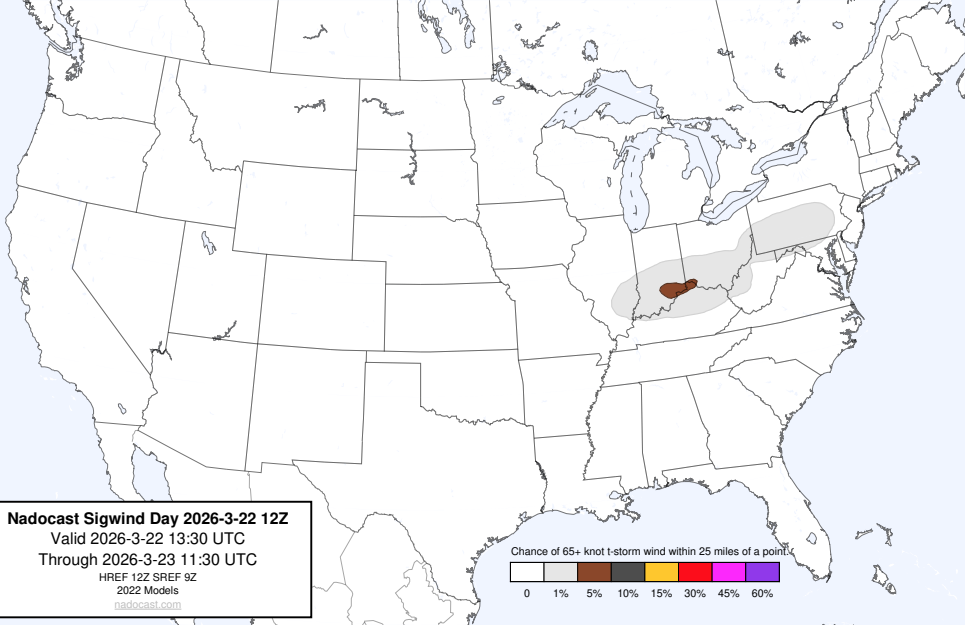 Nadocast Sigwind Day 2026-3-22 12Z
Valid 2026-3-22 13:30 UTC
Through 2026-3-23 11:30 UTC
HREF 12Z SREF 9Z
2022 Models
nadocast.com
Chance of 65+ knot t-storm wind within 25 miles of a point.
0 1% 5% 10% 15% 30% 45% 60%